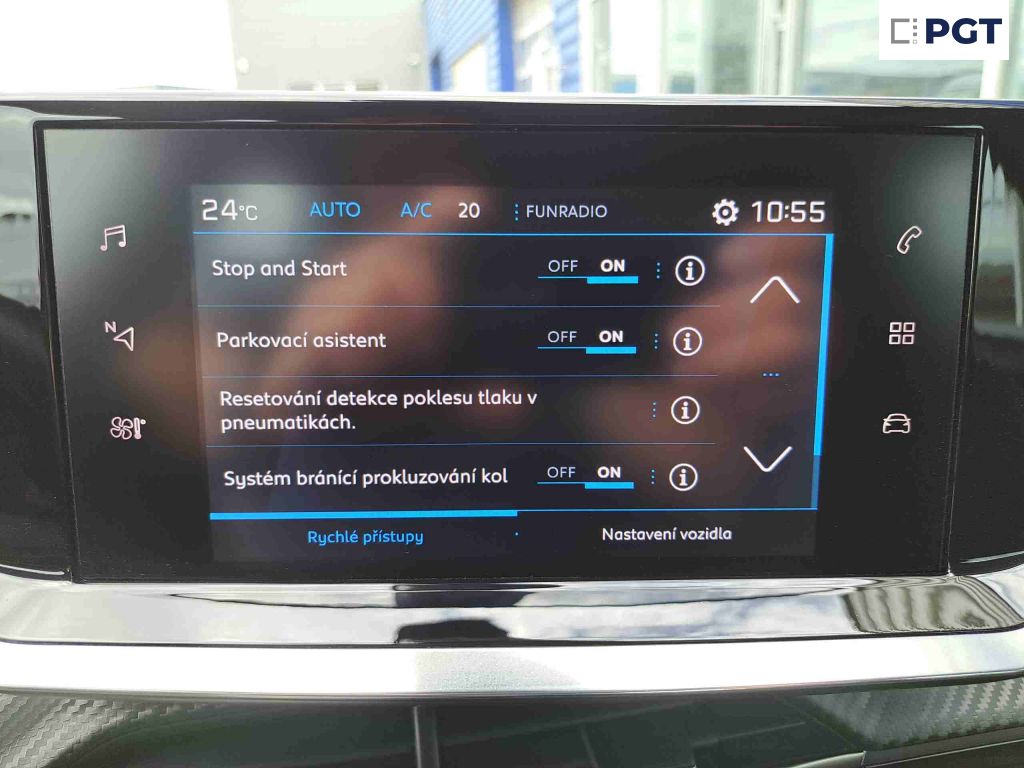 PGT
24°C AUTO A/C 20 FUNRADIO 10:55
Stop and Start OFF ON
N
Parkovací asistent OFF ON
Resetování detekce poklesu tlaku v
pneumatikách.
Systém bránící prokluzování kol OFF ON
Rychlé přístupy Nastavení vozidla